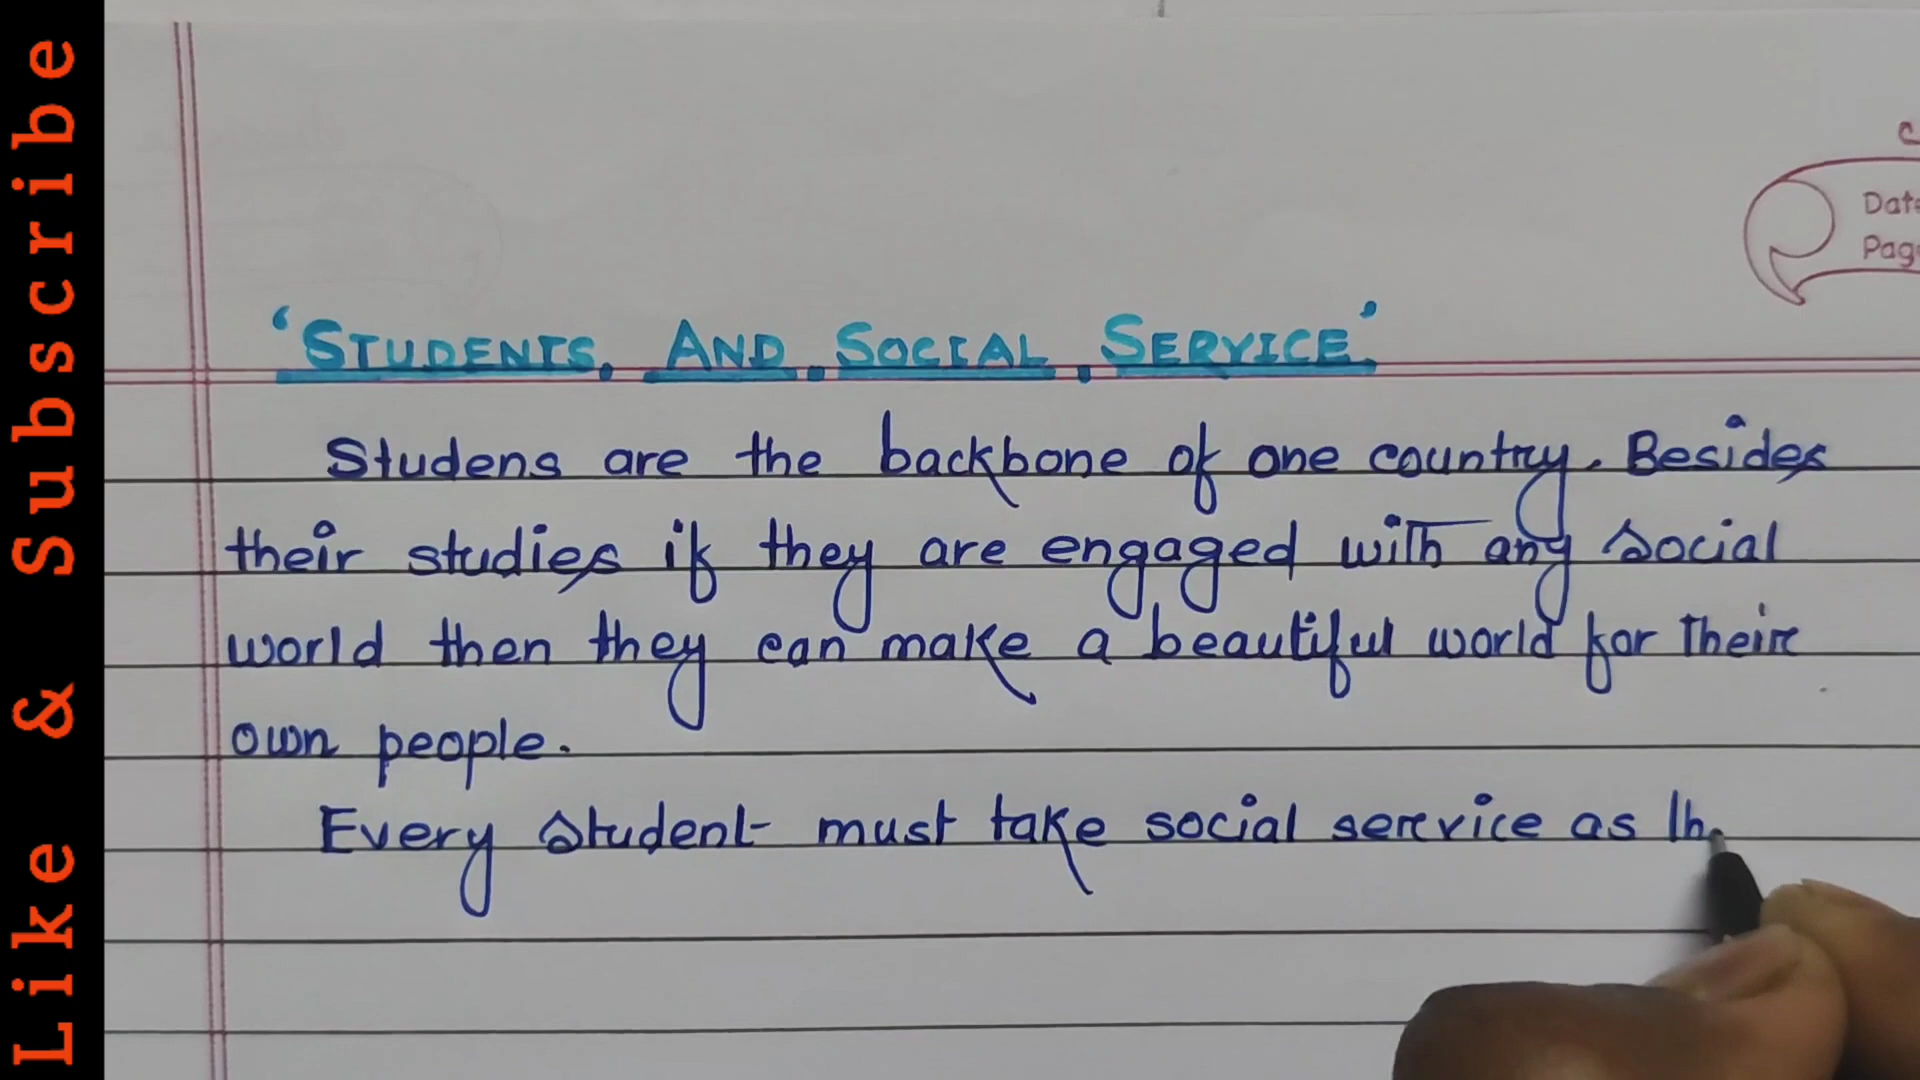 Like & Subscribe
Date
Page
'STUDENTS AND SOCIAL SERVICE'
Studens are the backbone of one country. Besides
their studies if they are engaged with any social
world then they can make a beautiful world for their
own people.
Every student must take social service as